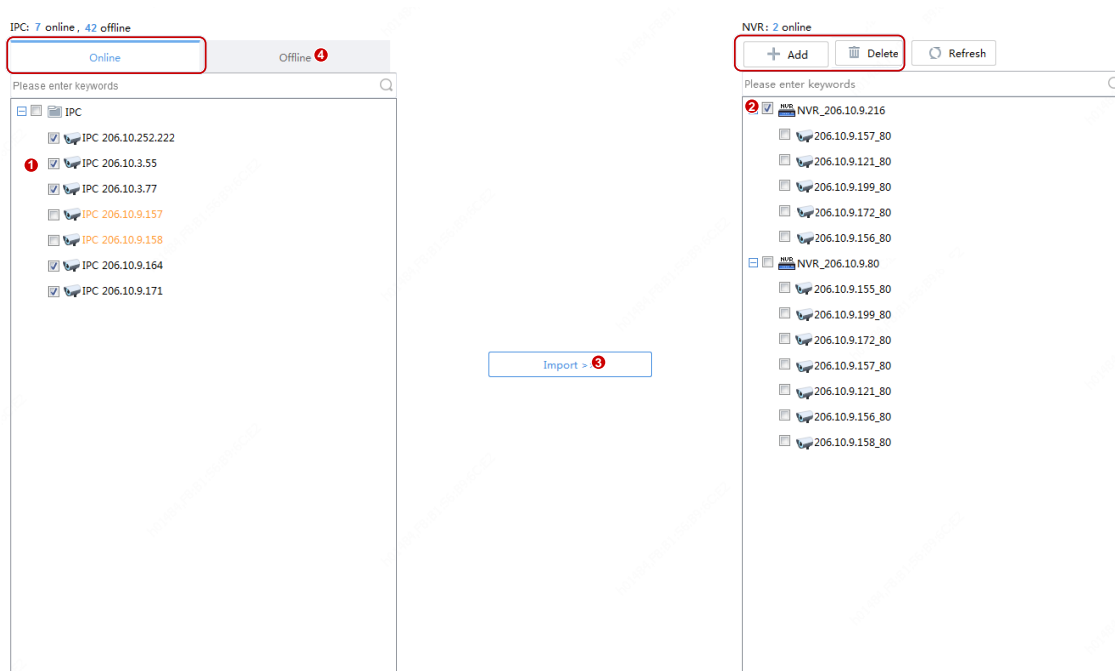 IPC: 7 online, 42 offline
Online
Offline 4
Please enter keywords
IPC
IPC 206.10.252.222
1 IPC 206.10.3.55
IPC 206.10.3.77
IPC 206.10.9.157
IPC 206.10.9.158
IPC 206.10.9.164
IPC 206.10.9.171
Import > 3
NVR: 2 online
Add
Delete
Refresh
Please enter keywords
2 NVR NVR_206.10.9.216
206.10.9.157_80
206.10.9.121_80
206.10.9.199_80
206.10.9.172_80
206.10.9.156_80
NVR NVR_206.10.9.80
206.10.9.155_80
206.10.9.199_80
206.10.9.172_80
206.10.9.157_80
206.10.9.121_80
206.10.9.156_80
206.10.9.158_80